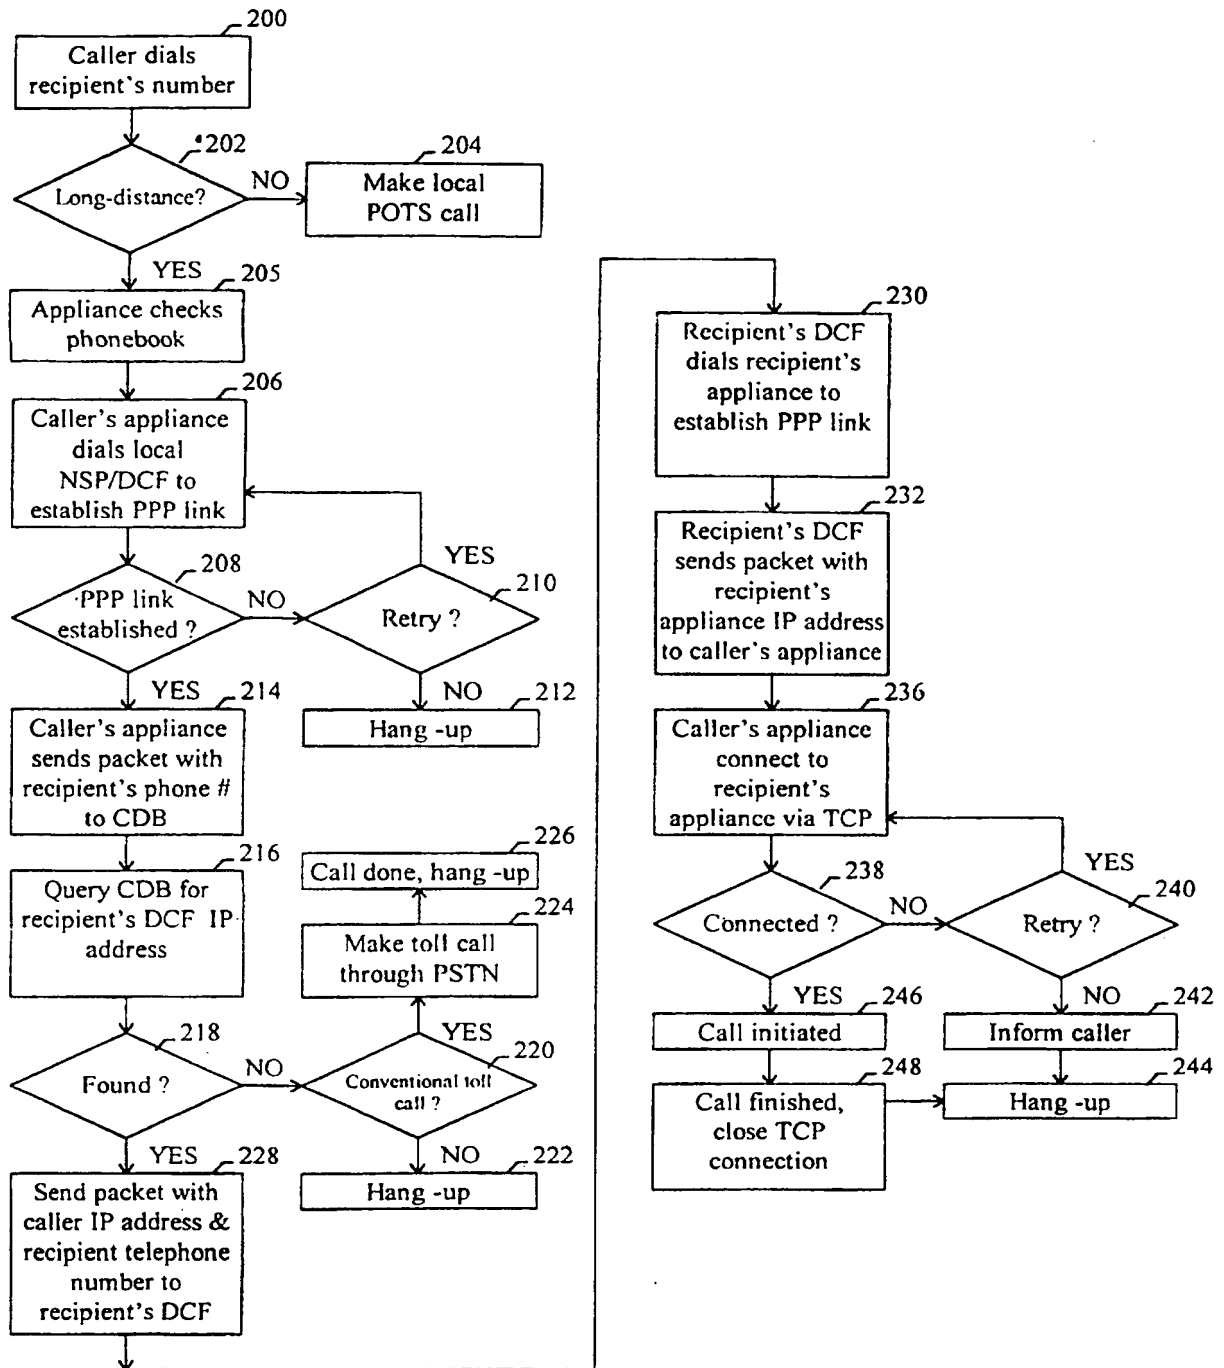 200
Caller dials
recipient's number
202
Long-distance?
NO
204
Make local
POTS call
YES
205
Appliance checks
phonebook
206
Caller's appliance
dials local
NSP/DCF to
establish PPP link
208
PPP link
established ?
NO
YES
210
Retry ?
NO
212
Hang -up
YES
214
Caller's appliance
sends packet with
recipient's phone #
to CDB
216
Query CDB for
recipient's DCF IP
address
226
Call done, hang -up
224
Make toll call
through PSTN
218
Found ?
NO
YES
220
Conventional toll
call ?
NO
222
Hang -up
YES
228
Send packet with
caller IP address &
recipient telephone
number to
recipient's DCF
230
Recipient's DCF
dials recipient's
appliance to
establish PPP link
232
Recipient's DCF
sends packet with
recipient's
appliance IP address
to caller's appliance
236
Caller's appliance
connect to
recipient's
appliance via TCP
238
Connected ?
NO
YES
240
Retry ?
YES
246
Call initiated
NO
242
Inform caller
248
Call finished,
close TCP
connection
244
Hang -up